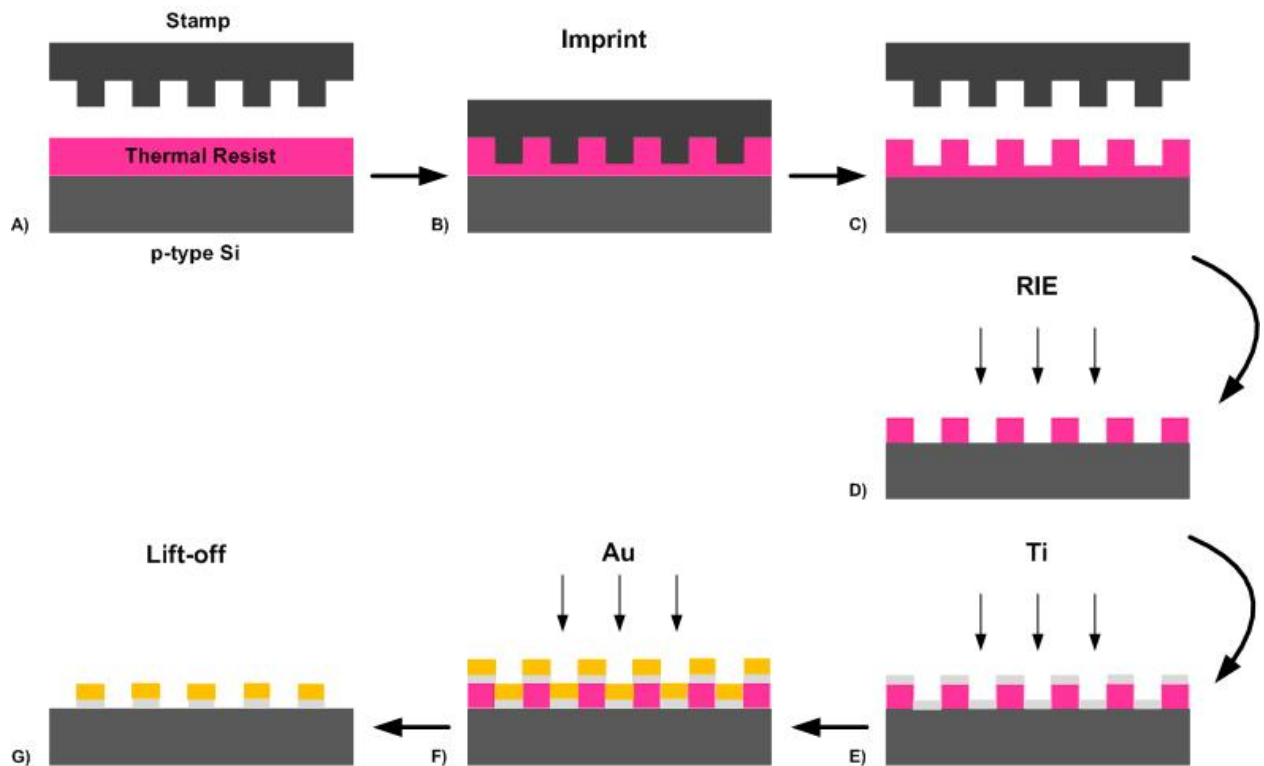 Stamp
Thermal Resist
A)
p-type Si
Imprint
B)
C)
RIE
D)
Ti
E)
Au
F)
Lift-off
G)